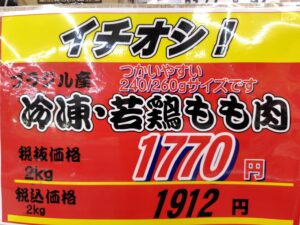 イチオシ!
ブラジル産
つかいやすい
240/260gサイズです
冷凍・若鶏もも肉
税抜価格
2kg
1770円
税込価格
2kg
1912円